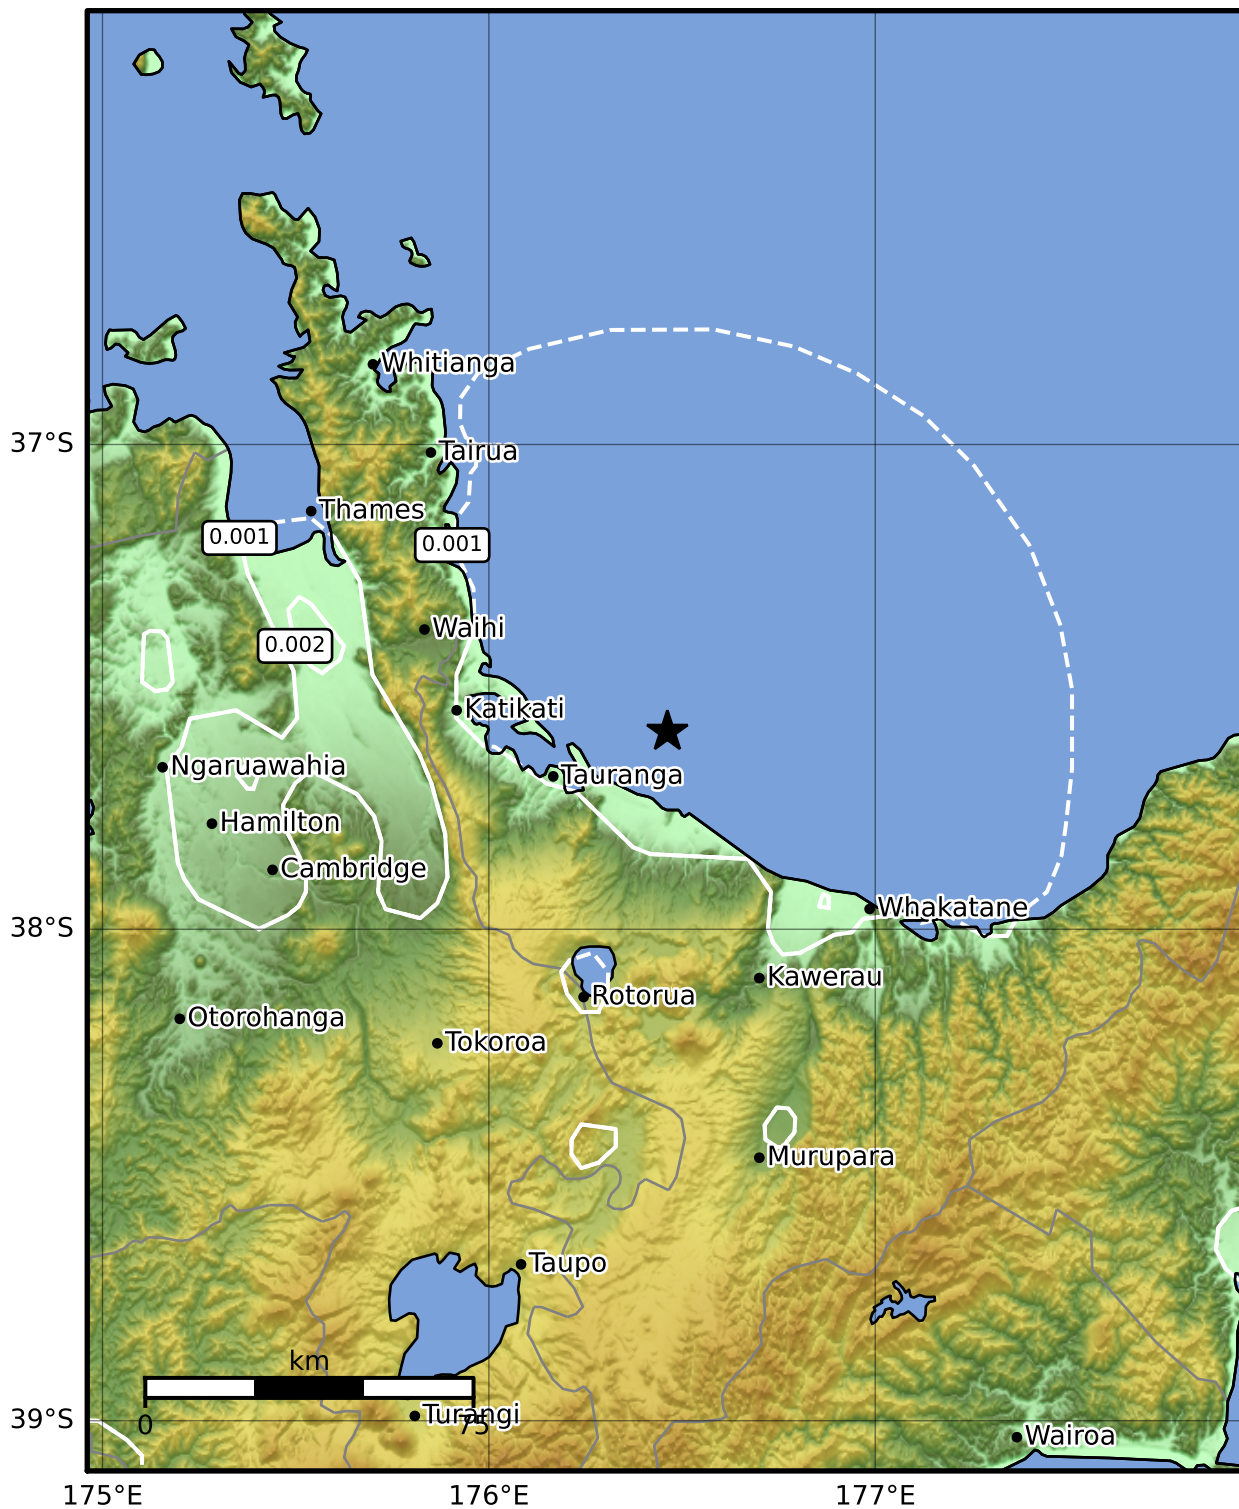 Whitianga
37°S
Tairua
Thames
0.001
0.001
Waihi
0.002
Katikati
Ngaruawahia
Tauranga
Hamilton
Cambridge
Whakatane
38°S
Kawerau
Rotorua
Otorohanga
Tokoroa
Murupara
Taupo
km
Turangi
0
75
39°S
Wairoa
175°E
176°E
177°E